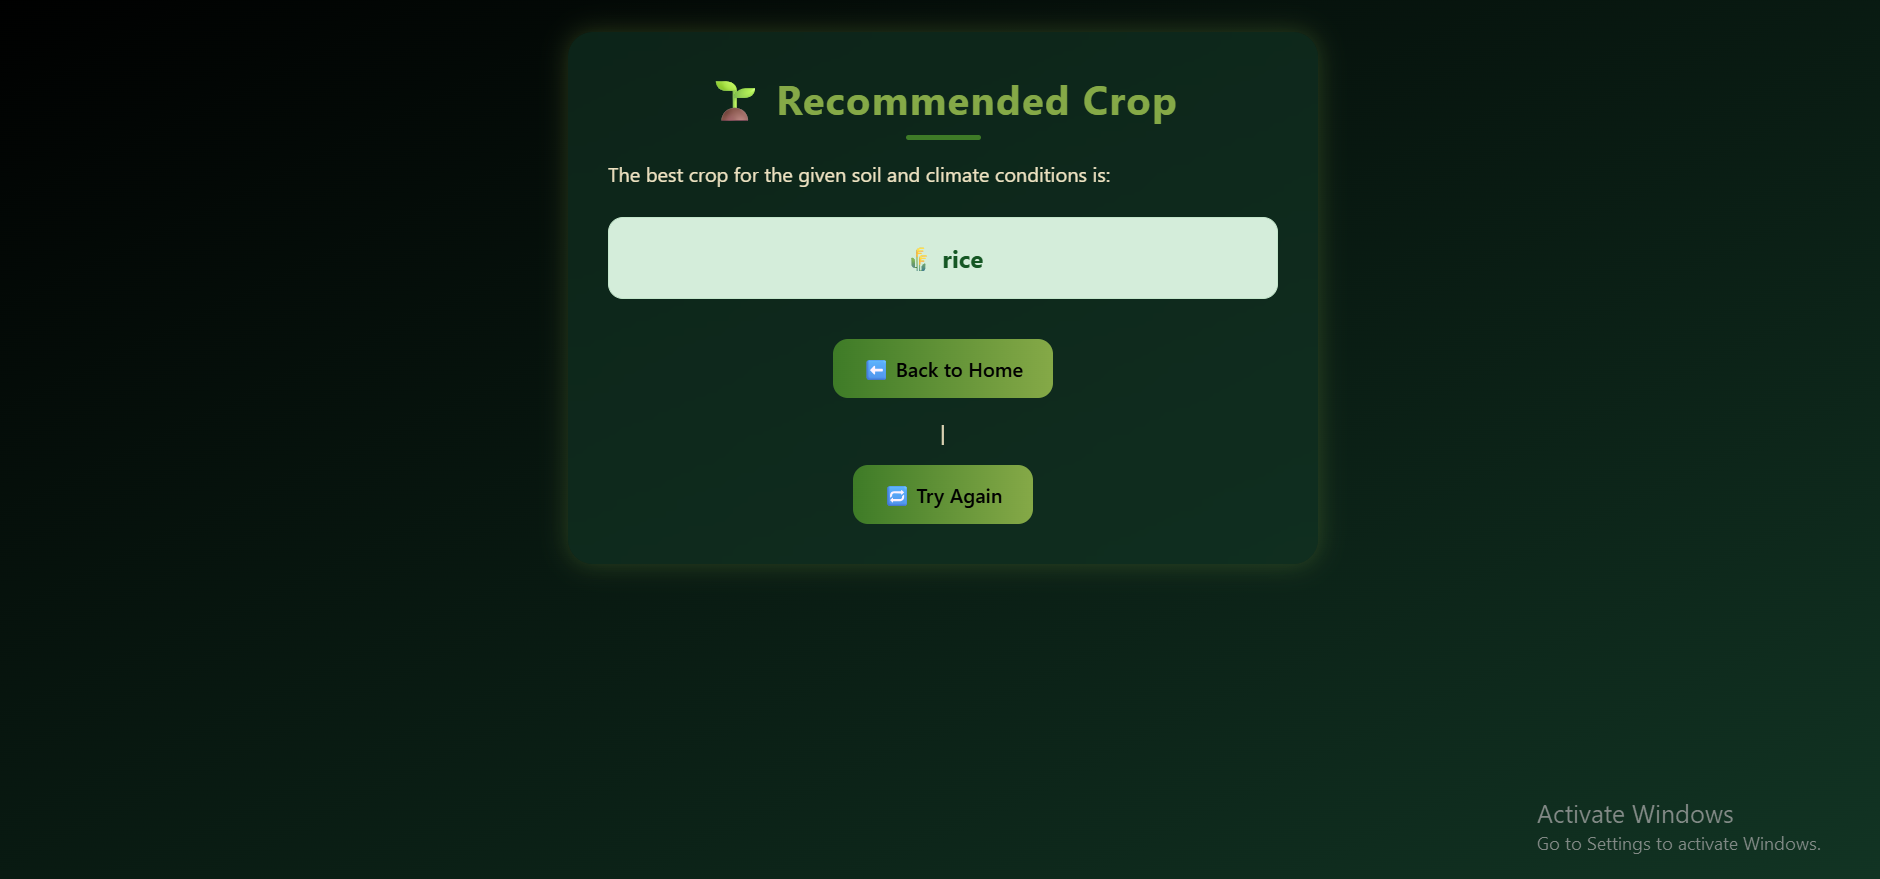 Recommended Crop
The best crop for the given soil and climate conditions is:
rice
Back to Home
|
Try Again
Activate Windows
Go to Settings to activate Windows.